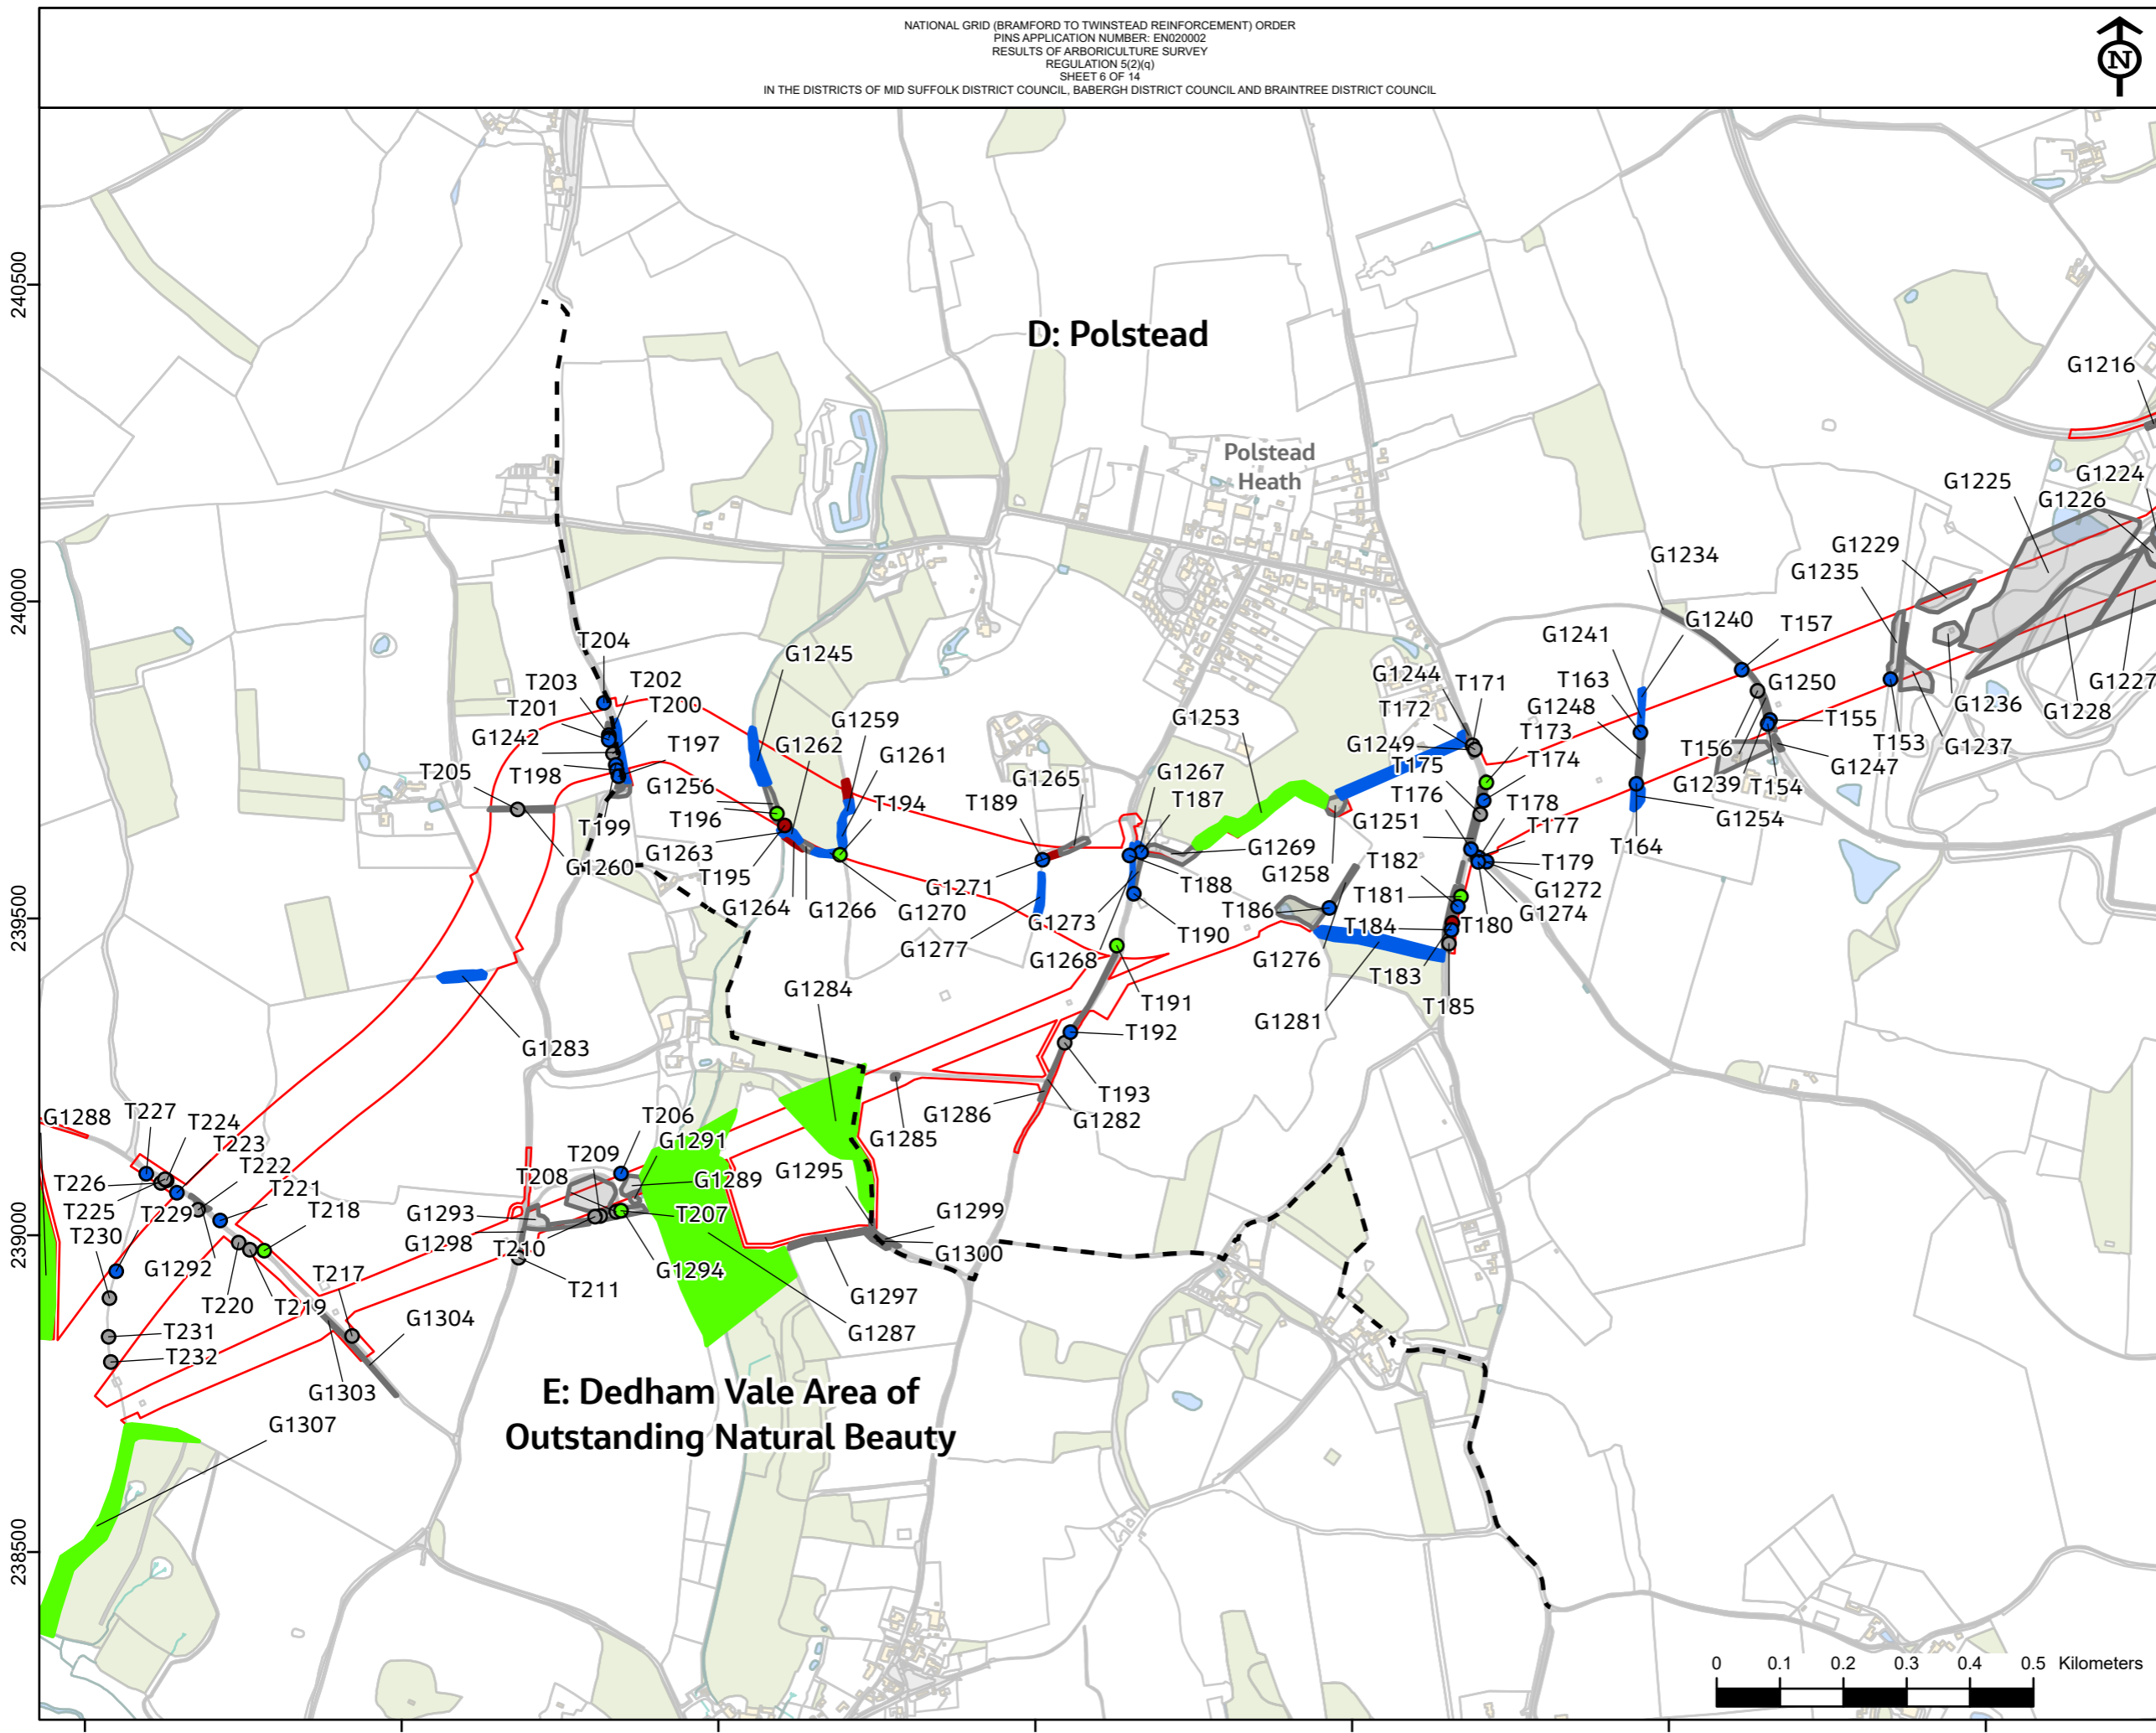 NATIONAL GRID (BRAMFORD TO TWINSTEAD REINFORCEMENT) ORDER
PINS APPLICATION NUMBER: EN020002
RESULTS OF ARBORICULTURE SURVEY
REGULATION 5(2)(q)
SHEET 6 OF 14
IN THE DISTRICTS OF MID SUFFOLK DISTRICT COUNCIL, BABERGH DISTRICT COUNCIL AND BRAINTREE DISTRICT COUNCIL
N
240500
D: Polstead
G1216
Polstead
Heath
G1225
G1224
G1226
G1229
G1235
G1234
240000
T204
G1245
G1241
G1240
T157
T203
T202
T201
T200
G1242
G1259
G1253
G1244
T171
T172
T163
G1250
G1248
T173
G1236
G1227
G1228
T205
T198
T197
G1262
G1261
G1249
T174
T175
T155
T156
T153
G1237
G1247
G1256
T196
T194
G1265
G1267
T189
T187
T176
T178
T177
G1239
T154
G1254
T199
G1251
T164
G1260
G1263
T195
G1271
G1269
G1258
T182
T179
T188
T181
G1272
G1264
G1266
G1270
G1273
T186
T184
T180
G1274
239500
G1277
T190
G1268
G1276
T183
G1284
T191
T185
G1281
G1283
T192
T193
G1288
T227
T224
T223
T206
G1286
G1282
T222
T209
G1291
G1285
T226
T208
G1289
G1295
T225
T229
T221
T218
G1293
T207
T230
G1298
T210
G1299
G1300
239000
G1292
T217
T211
G1294
T220
T219
G1304
G1297
T231
G1287
T232
G1303
E: Dedham Vale Area of
Outstanding Natural Beauty
G1307
238500
0 0.1 0.2 0.3 0.4 0.5 Kilometers